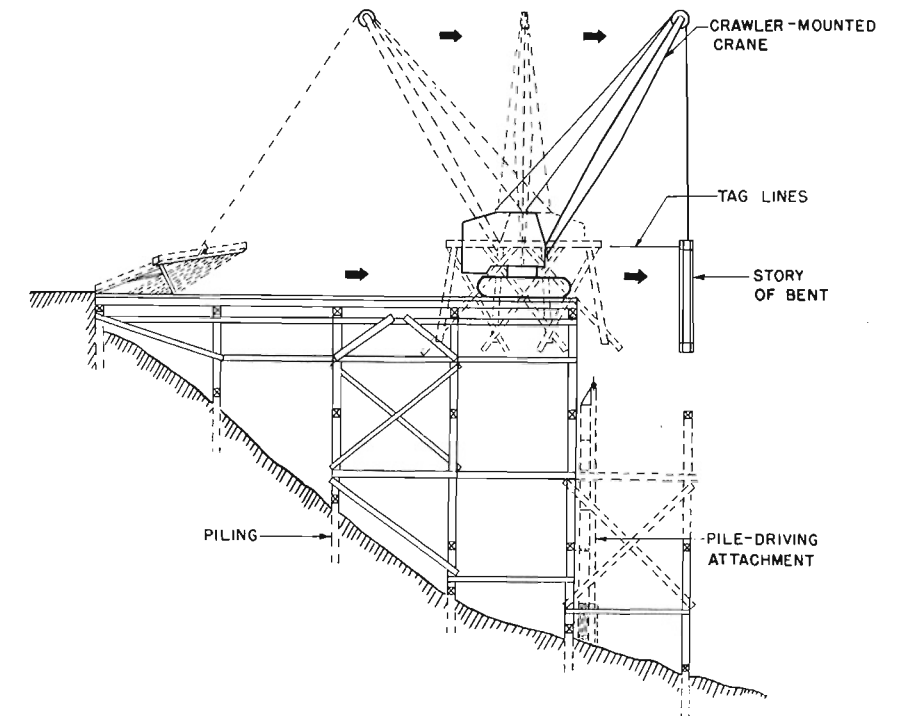 CRAWLER-MOUNTED
CRANE
TAG LINES
STORY
OF BENT
PILING
PILE-DRIVING
ATTACHMENT